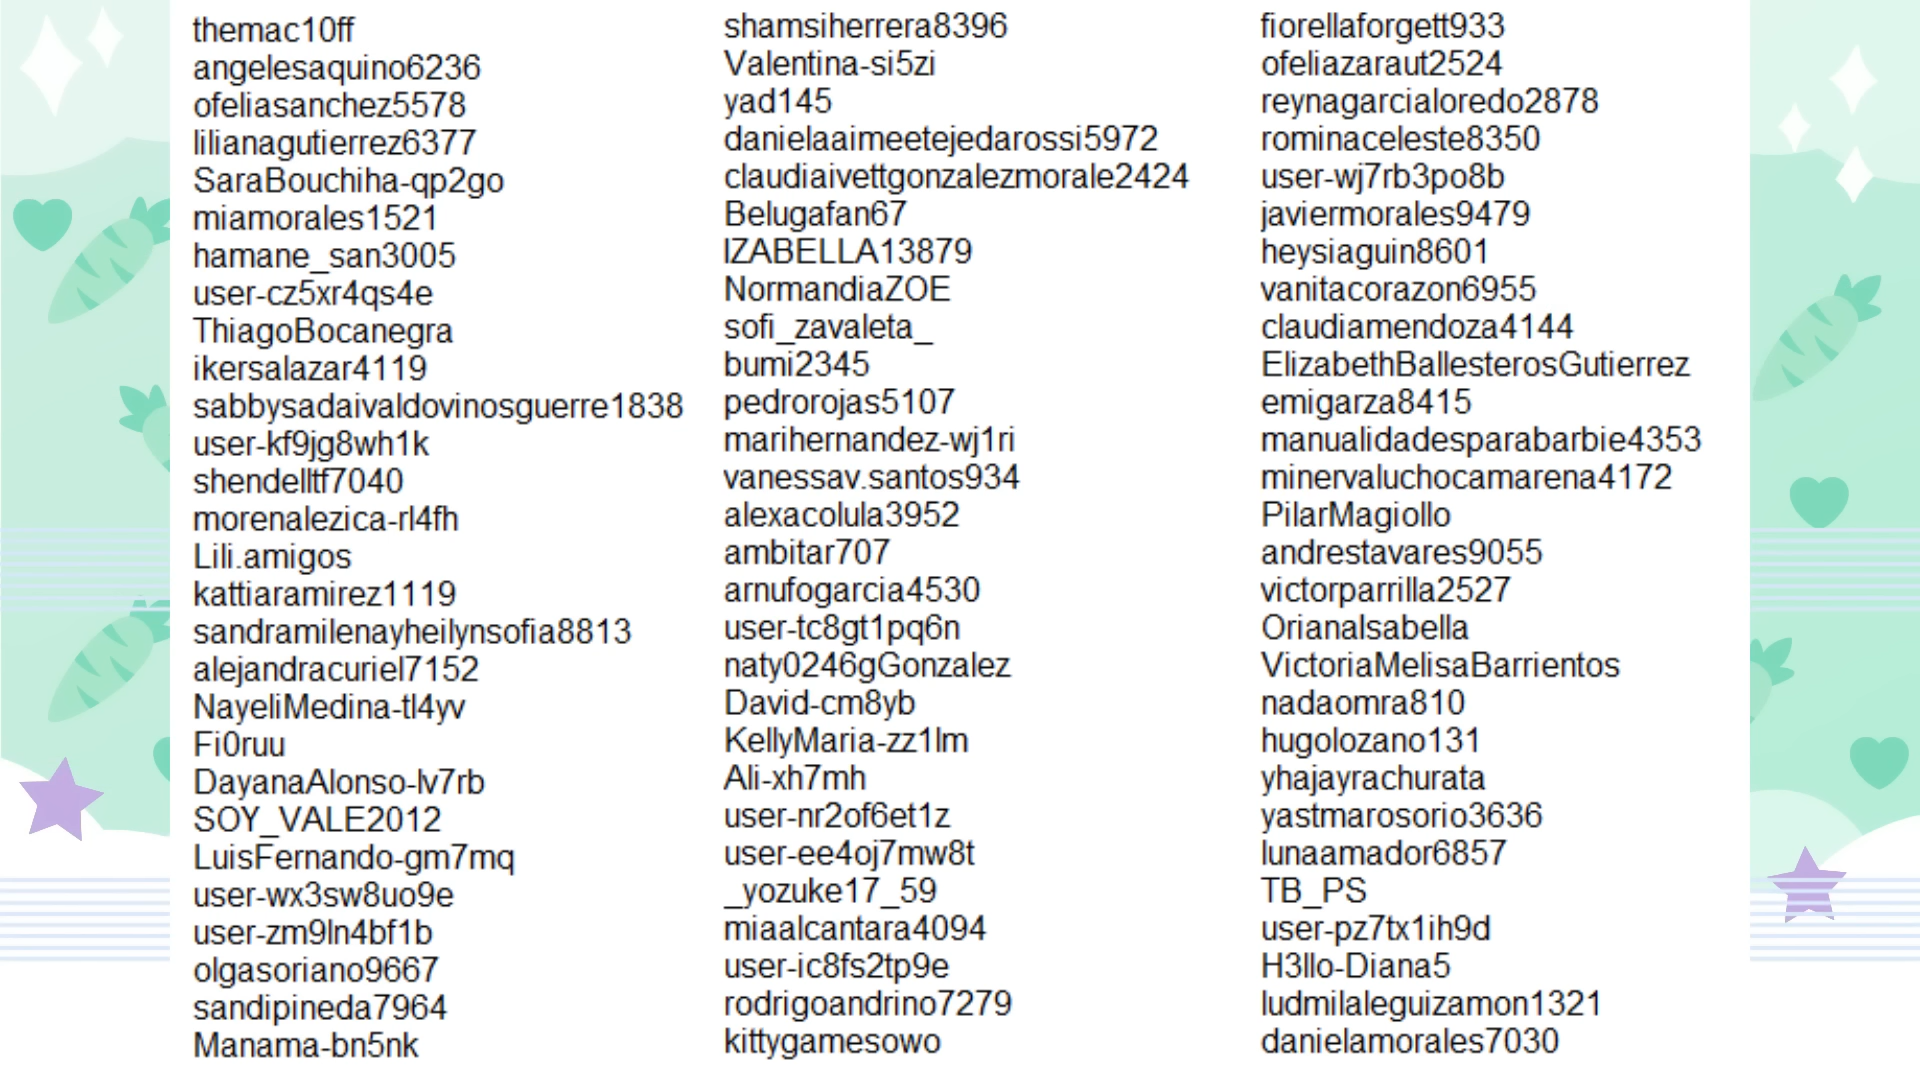 themac10ff
angelesaquino6236
ofeliasanchez5578
lilianagutierrez6377
SaraBouchiha-qp2go
miamorales1521
hamane_san3005
user-cz5xr4qs4e
ThiagoBocanegra
ikersalazar4119
sabbysadaivaldovinosguerre1838
user-kf9jg8wh1k
shendelltf7040
morenalezica-rl4fh
Lili.amigos
kattiaramirez1119
sandramilenayheilynsofia8813
alejandracuriel7152
NayeliMedina-tl4yv
Fi0ruu
DayanaAlonso-lv7rb
SOY_VALE2012
LuisFernando-gm7mq
user-wx3sw8uo9e
user-zm9ln4bf1b
olgasoriano9667
sandipineda7964
Manama-bn5nk
shamsiherrera8396
Valentina-si5zi
yad145
danielaaimeetejedarossi5972
claudiaivettgonzalezmorale2424
Belugafan67
IZABELLA13879
NormandiaZOE
sofi_zavaleta_
bumi2345
pedrorojas5107
marihernandez-wj1ri
vanessav.santos934
alexacolula3952
ambitar707
arnufogarcia4530
user-tc8gt1pq6n
naty0246gGonzalez
David-cm8yb
KellyMaria-zz1lm
Ali-xh7mh
user-nr2of6et1z
user-ee4oj7mw8t
_yozuke17_59
miaalcantara4094
user-ic8fs2tp9e
rodrigoandrino7279
kittygamesowo
fiorellaforgett933
ofeliazaraut2524
reynagarcialoredo2878
rominaceleste8350
user-wj7rb3po8b
javiermorales9479
heysiaguin8601
vanitacorazon6955
claudiamendoza4144
ElizabethBallesterosGutierrez
emigarza8415
manualidadesparabarbie4353
minervaluchocamarena4172
PilarMagiollo
andrestavares9055
victorparrilla2527
OrianaIsabella
VictoriaMelisaBarrientos
nadaomra810
hugolozano131
yhajayrachurata
yastmarosorio3636
lunaamador6857
TB_PS
user-pz7tx1ih9d
H3llo-Diana5
ludmilaleguizamon1321
danielamorales7030